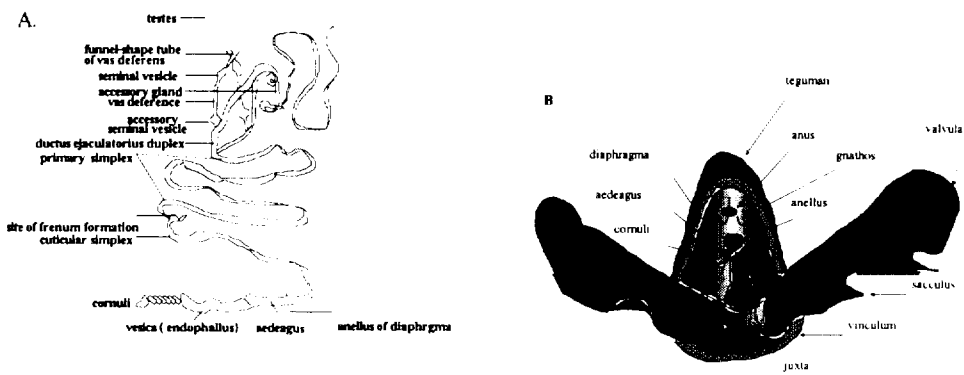 A.
testes
funnel-shape tube
of vas deferens
seminal vesicle
accessory gland
vas deference
accessory
seminal vesicle
ductus ejaculatorius duplex
primary simplex
site of frenum formation
cuticular simplex
cornuli
vesica ( endophallus)
aedeagus
anellus of diaphrgma
B
teguman
anus
valvula
diaphragma
gnathos
aedeagus
anellus
cornuli
sacculus
vinculum
juxta